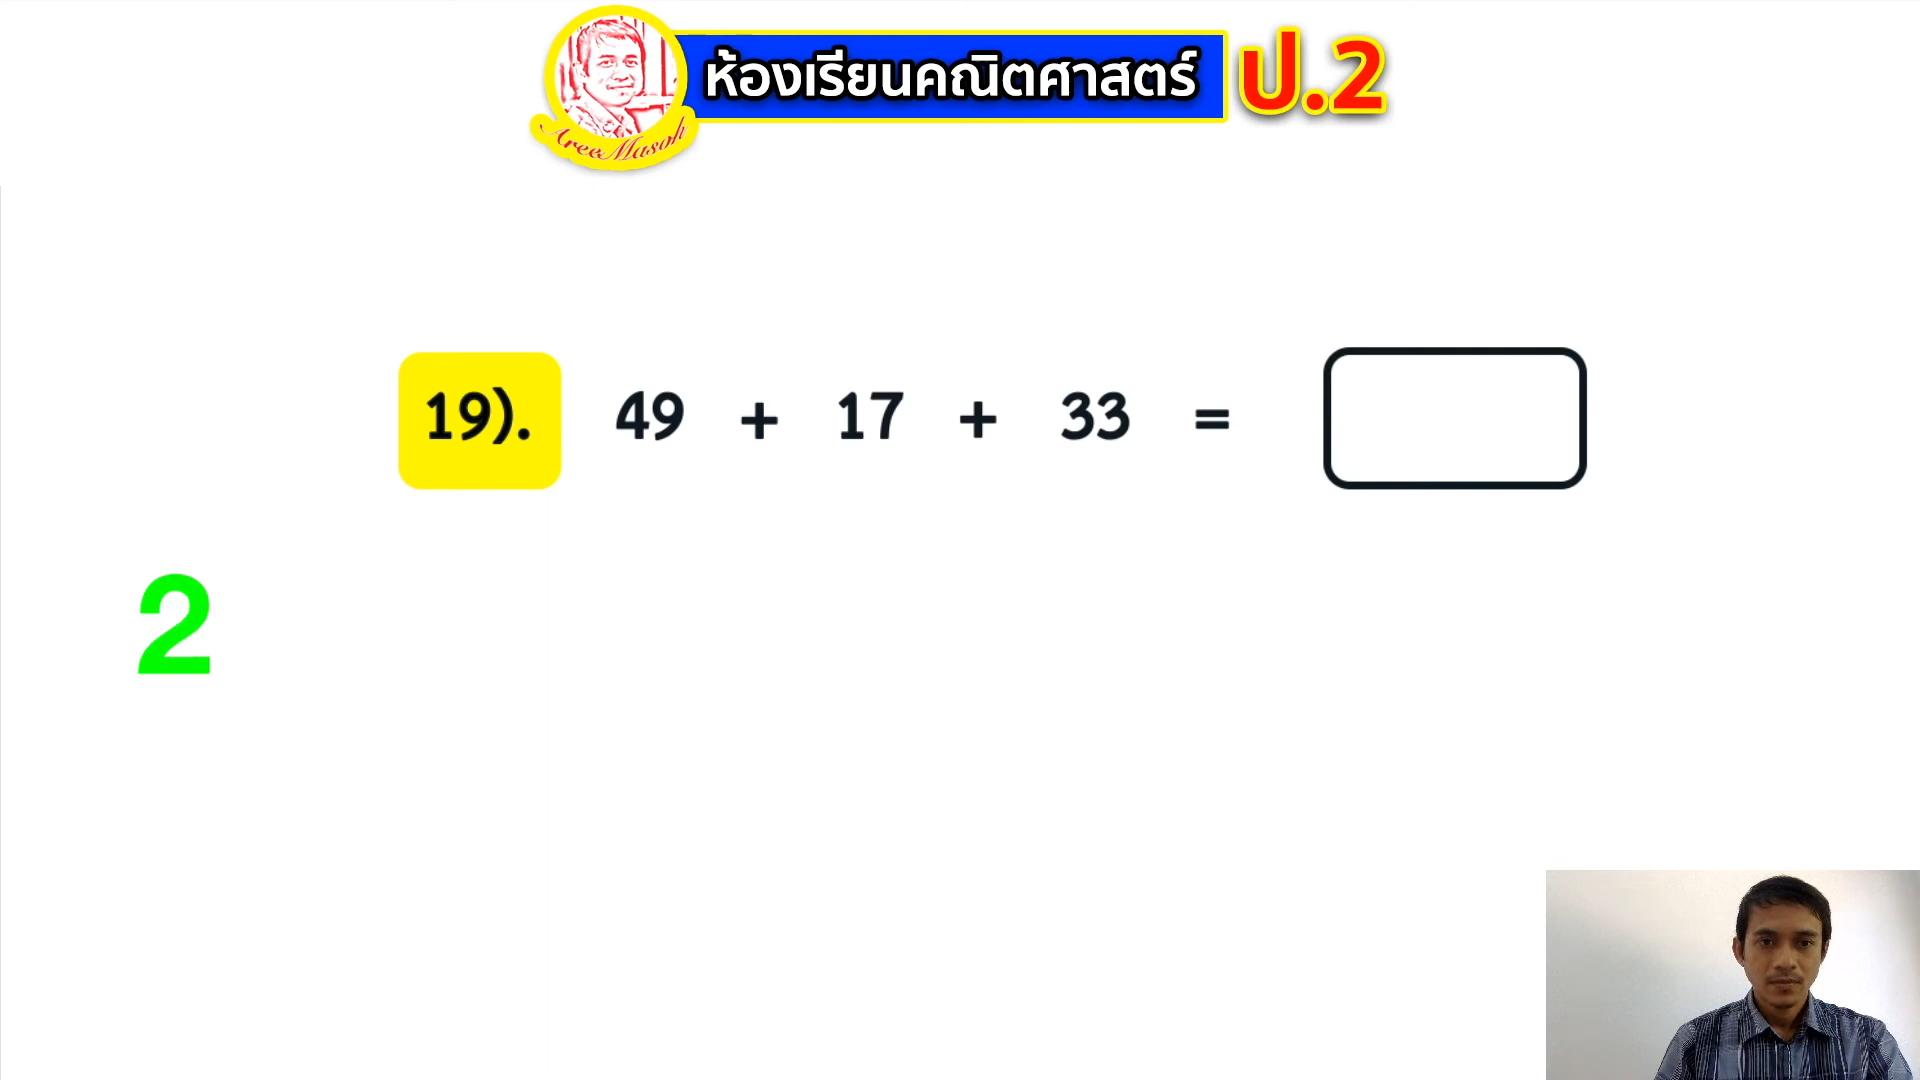 ห้องเรียนคณิตศาสตร์ ป.2
AreeMasoh
19). 49 + 17 + 33 =
2